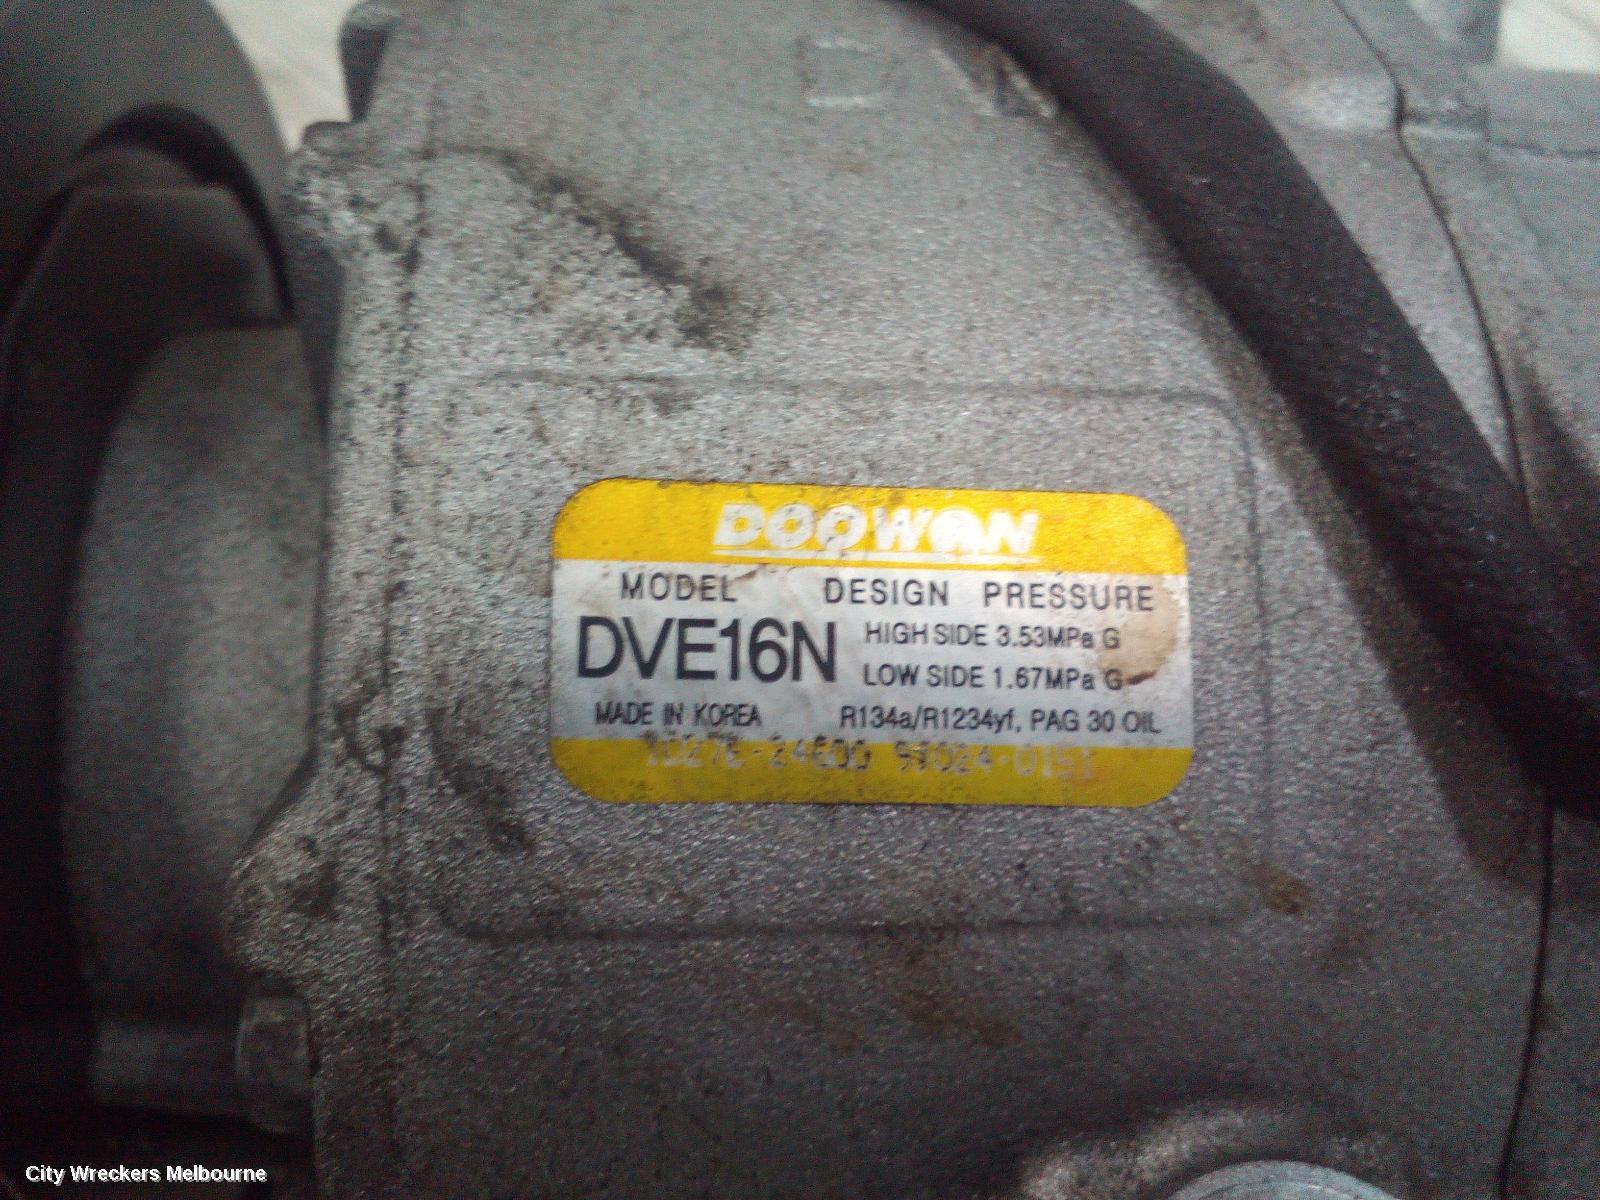 DOOWON
MODEL DESIGN PRESSURE
DVE16N HIGH SIDE 3.53MPa G
LOW SIDE 1.67MPa G
MADE IN KOREA R134a/R1234yf, PAG 30 OIL
City Wreckers Melbourne